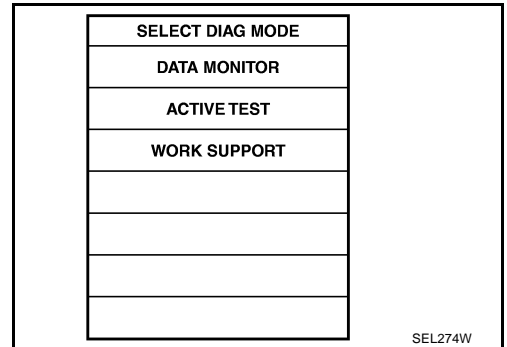 SELECT DIAG MODE
DATA MONITOR
ACTIVE TEST
WORK SUPPORT
SEL274W